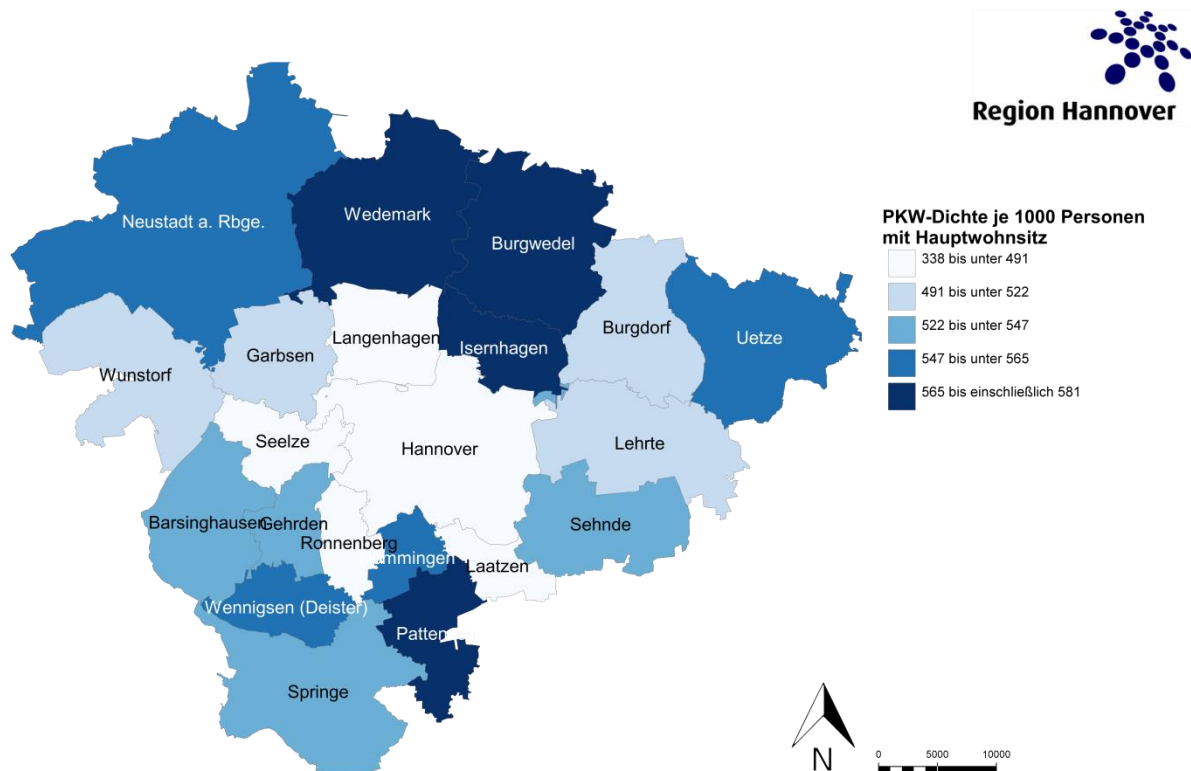 Region Hannover
Neustadt a. Rbge.
Wedemark
Burgwedel
PKW-Dichte je 1000 Personen
mit Hauptwohnsitz
338 bis unter 491
491 bis unter 522
522 bis unter 547
547 bis unter 565
565 bis einschließlich 581
Langenhagen
Isernhagen
Burgdorf
Uetze
Garbsen
Wunstorf
Seelze
Hannover
Lehrte
Barsinghausen
Gehrden
Ronnenberg
Sehnde
mmingen
Laatzen
Wennigsen (Deister)
Patten
Springe
N
0 5000 10000